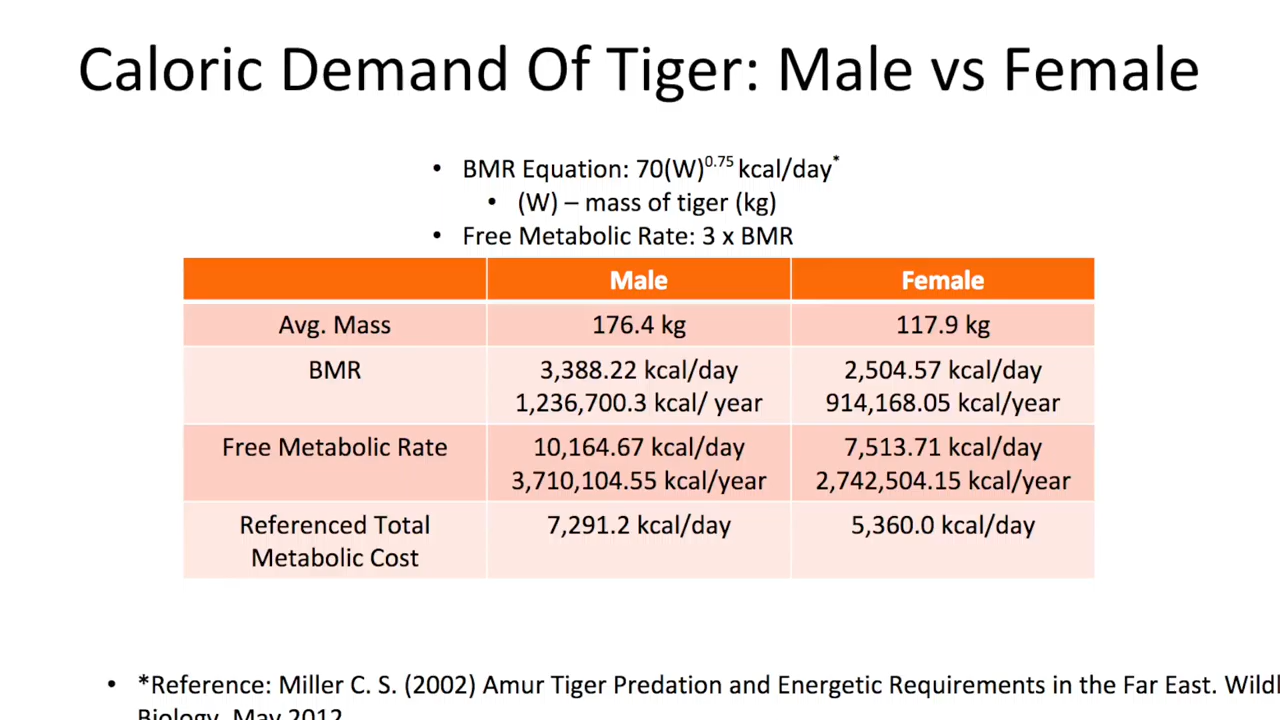 Caloric Demand Of Tiger: Male vs Female
• BMR Equation: 70(W)^0.75 kcal/day*
• (W) – mass of tiger (kg)
• Free Metabolic Rate: 3 x BMR
Male Female
Avg. Mass 176.4 kg 117.9 kg
BMR 3,388.22 kcal/day 2,504.57 kcal/day
1,236,700.3 kcal/ year 914,168.05 kcal/year
Free Metabolic Rate 10,164.67 kcal/day 7,513.71 kcal/day
3,710,104.55 kcal/year 2,742,504.15 kcal/year
Referenced Total 7,291.2 kcal/day 5,360.0 kcal/day
Metabolic Cost
• *Reference: Miller C. S. (2002) Amur Tiger Predation and Energetic Requirements in the Far East. Wildl
Biology, May 2012